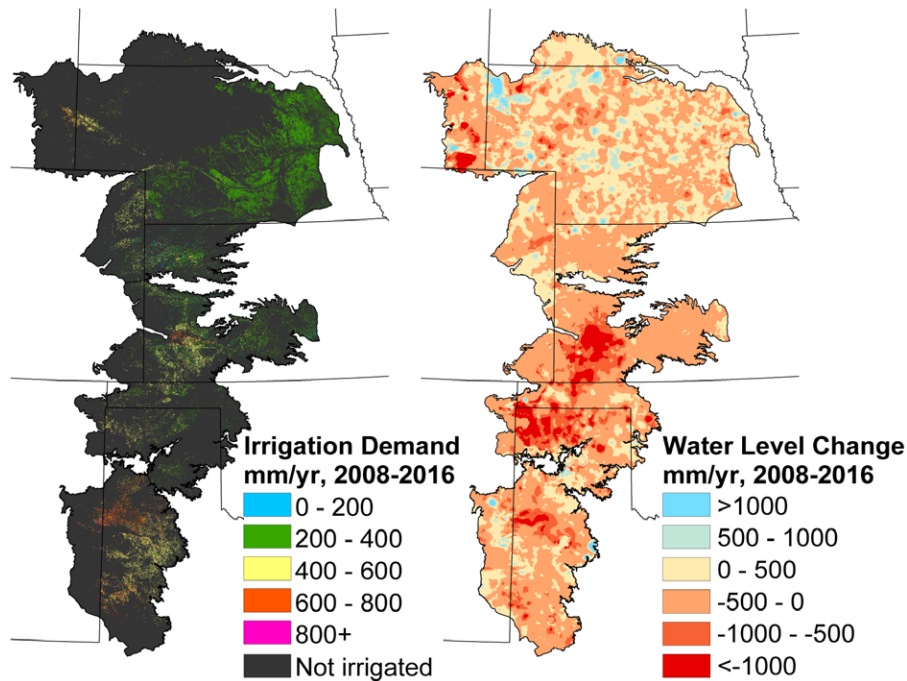 Irrigation Demand
mm/yr, 2008-2016
0 - 200
200 - 400
400 - 600
600 - 800
800+
Not irrigated
Water Level Change
mm/yr, 2008-2016
>1000
500 - 1000
0 - 500
-500 - 0
-1000 - -500
<-1000